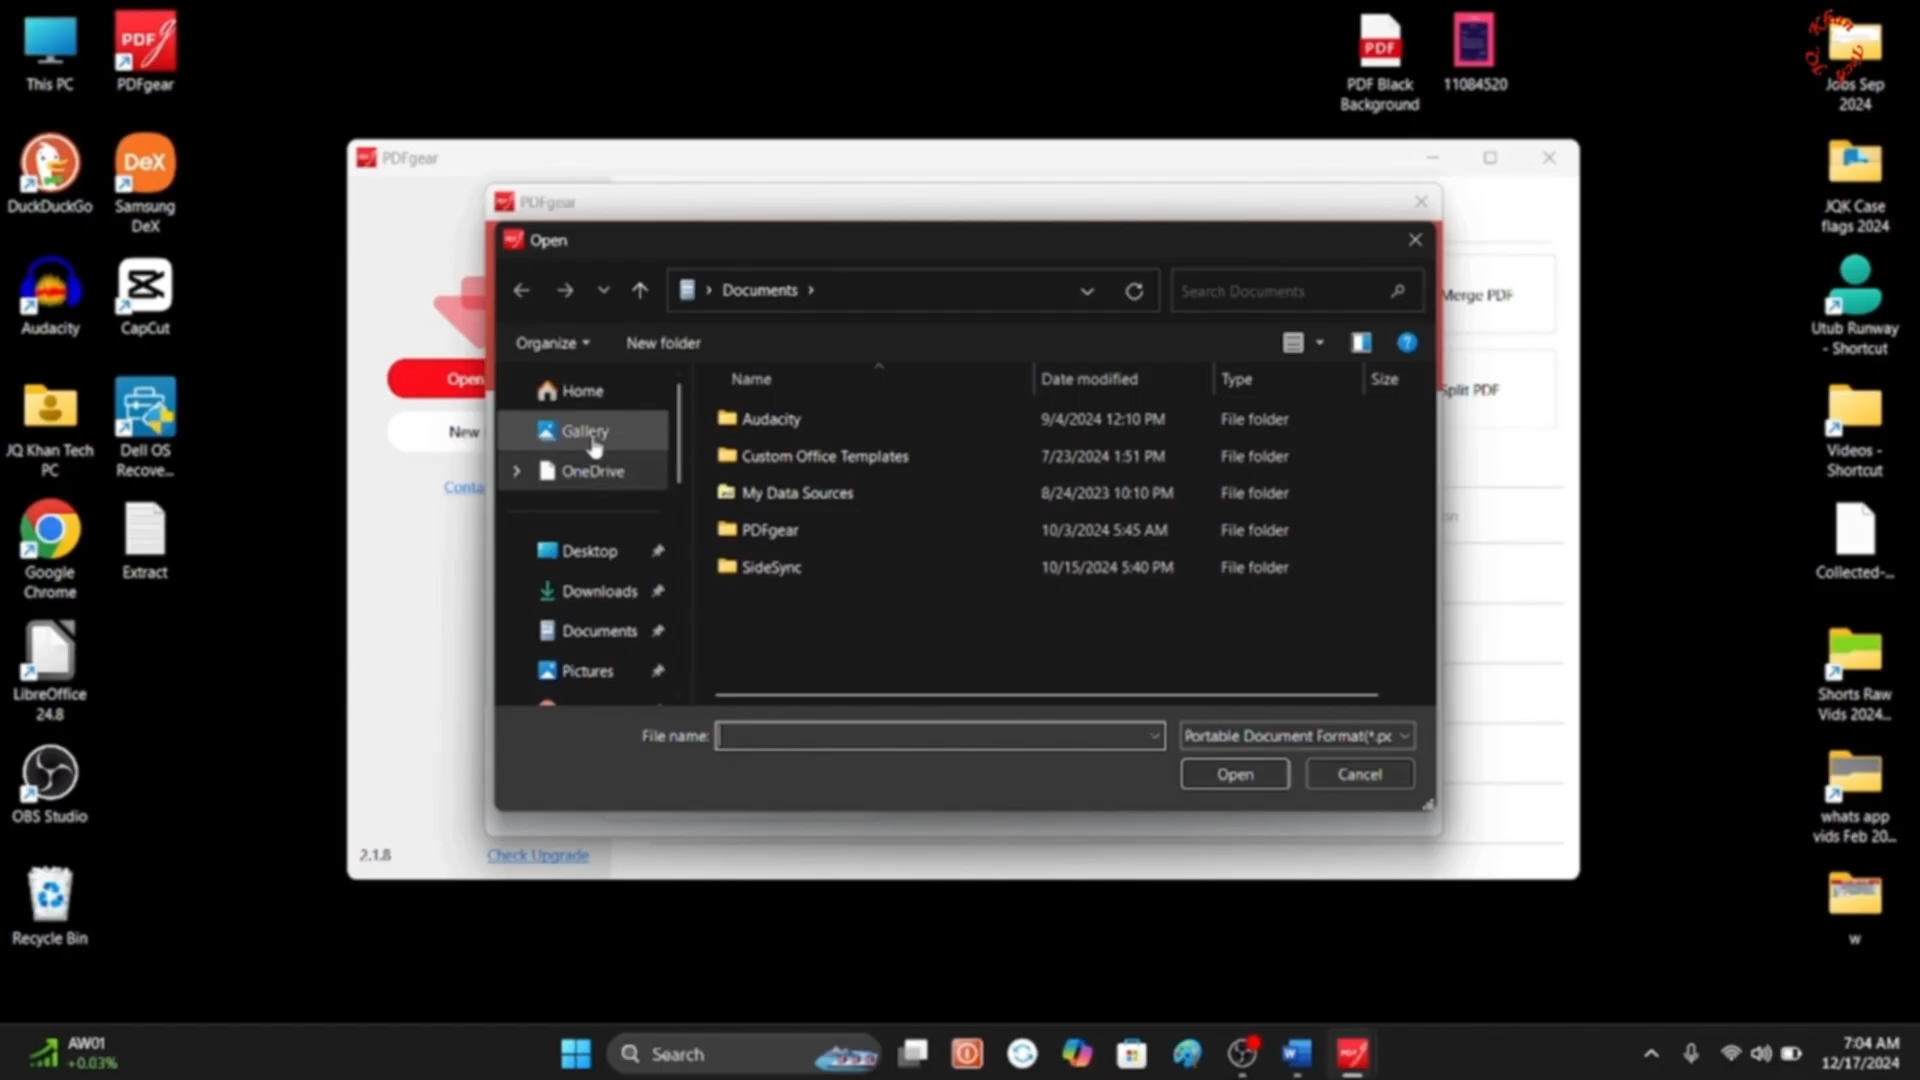 This PC
PDF
PDFgear
DuckDuckGo
DeX
Samsung
DeX
Audacity
CapCut
JQ Khan Tech
PC
Dell OS
Recove...
Google
Chrome
Extract
LibreOffice
24.8
OBS Studio
Recycle Bin
PDF
PDF Black
Background
11084520
JQ Khan
Jobs Sep
2024
JQK Case
flags 2024
Utub Runway
- Shortcut
Videos -
Shortcut
Collected-...
Shorts Raw
Vids 2024...
whats app
vids Feb 20...
w
PDFgear
Open
New
Conta
2.1.8
Check Upgrade
Merge PDF
Split PDF
on
PDFgear
Open
Documents
Search Documents
Organize
New folder
Home
Gallery
OneDrive
Desktop
Downloads
Documents
Pictures
Name Date modified Type Size
Audacity 9/4/2024 12:10 PM File folder
Custom Office Templates 7/23/2024 1:51 PM File folder
My Data Sources 8/24/2023 10:10 PM File folder
PDFgear 10/3/2024 5:45 AM File folder
SideSync 10/15/2024 5:40 PM File folder
File name: Portable Document Format(*.pc
Open Cancel
AW01
+0.03%
Search
7:04 AM
12/17/2024